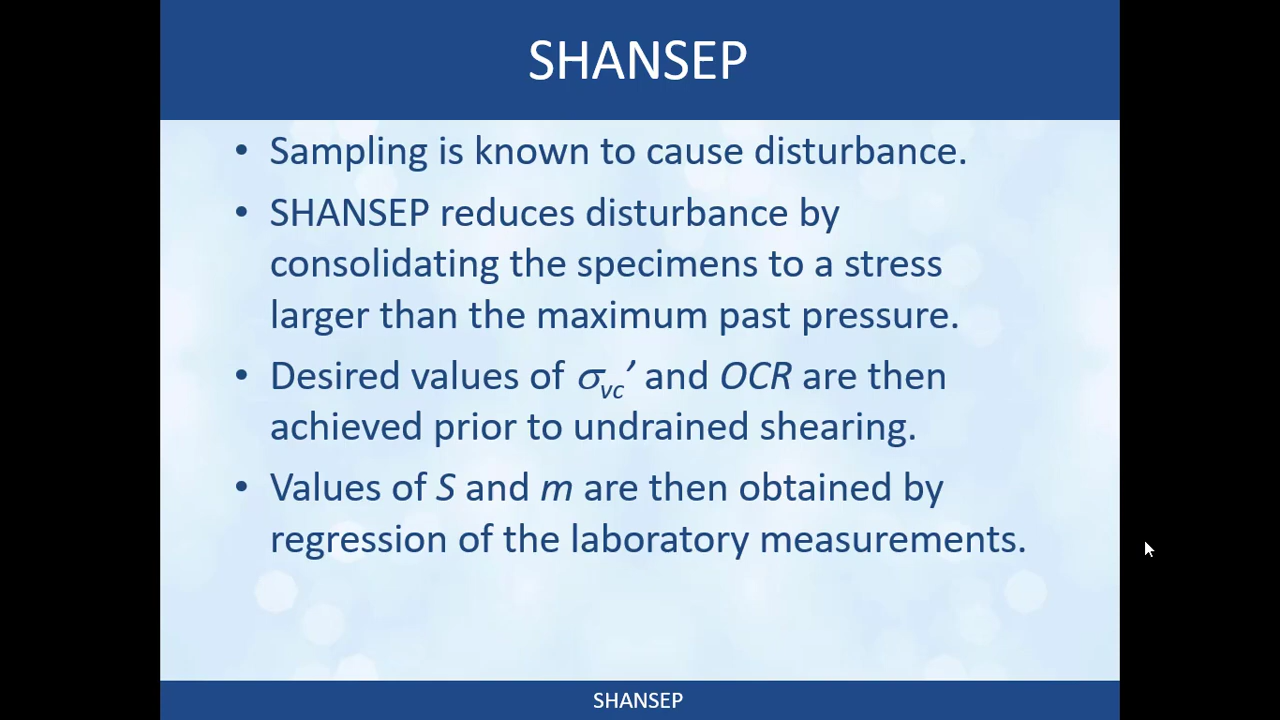 SHANSEP
• Sampling is known to cause disturbance.
• SHANSEP reduces disturbance by
consolidating the specimens to a stress
larger than the maximum past pressure.
• Desired values of σvc′ and OCR are then
achieved prior to undrained shearing.
• Values of S and m are then obtained by
regression of the laboratory measurements.
SHANSEP